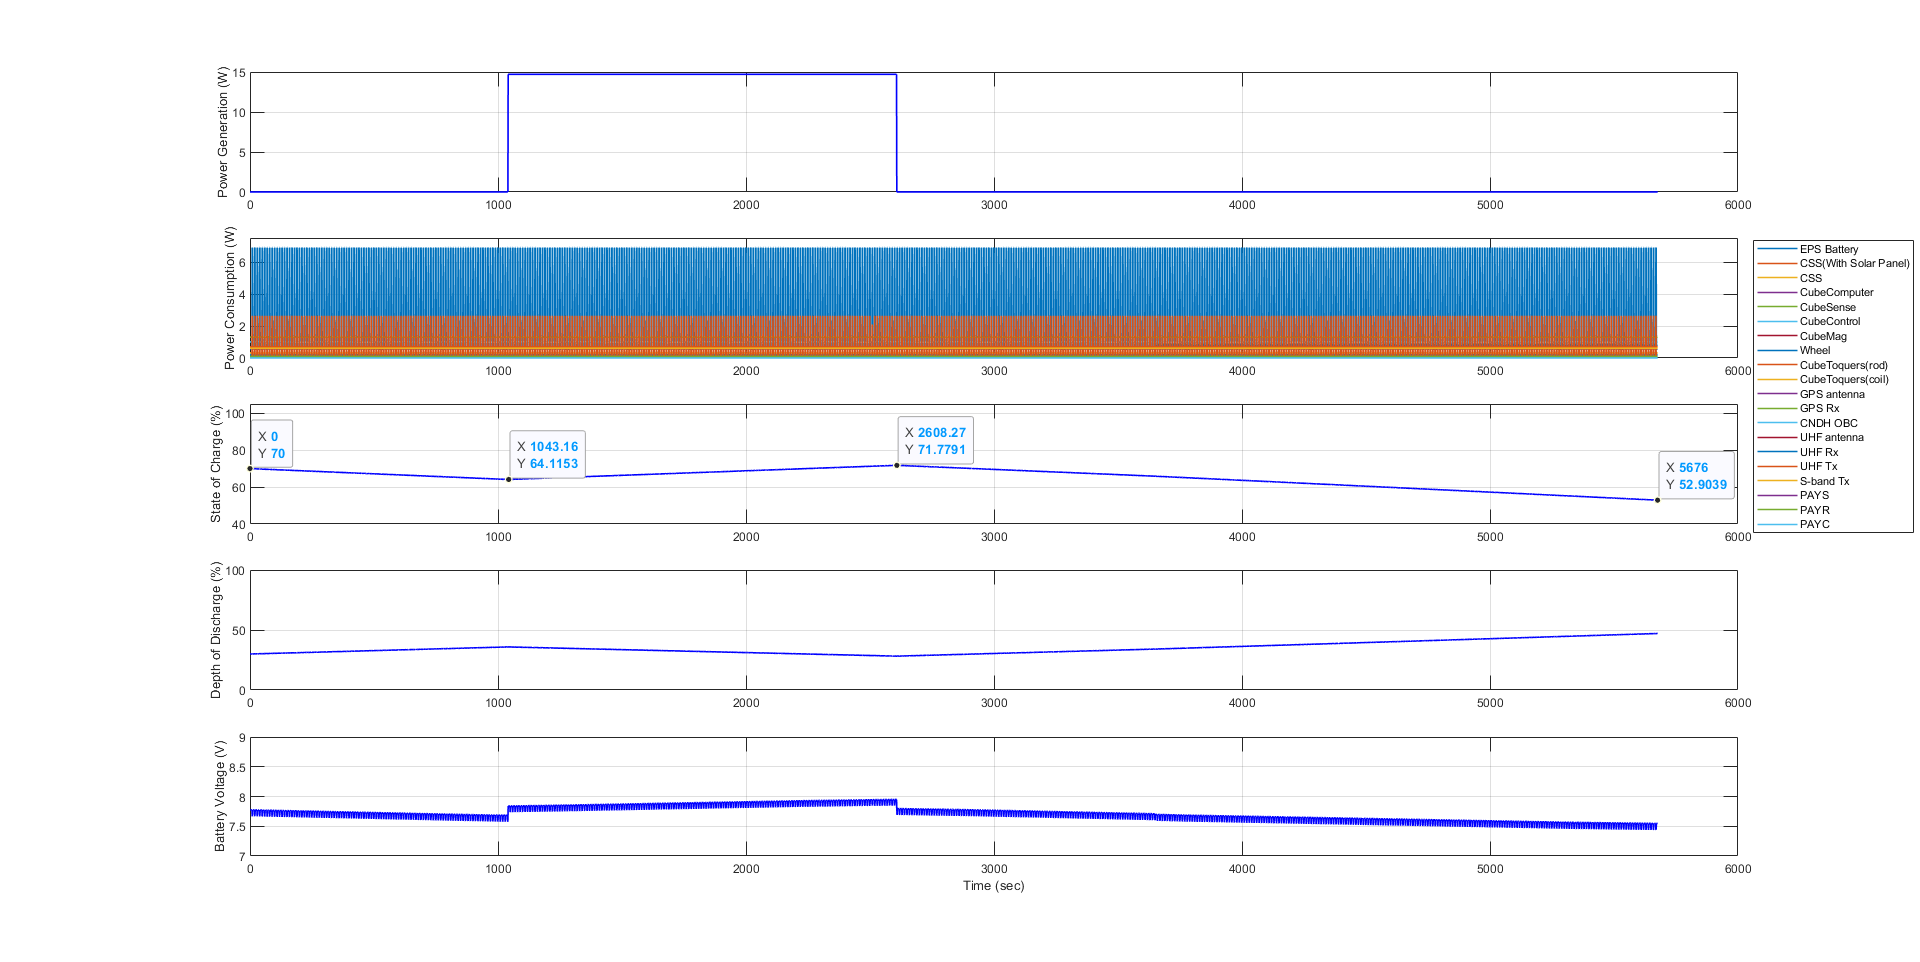 Power Generation (W)
15
10
5
0
0 1000 2000 3000 4000 5000 6000
Power Consumption (W)
6
4
2
0
0 1000 2000 3000 4000 5000 6000
EPS Battery
CSS(With Solar Panel)
CSS
CubeComputer
CubeSense
CubeControl
CubeMag
Wheel
CubeToquers(rod)
CubeToquers(coil)
GPS antenna
GPS Rx
CNDH OBC
UHF antenna
UHF Rx
UHF Tx
S-band Tx
PAYS
PAYR
PAYC
State of Charge (%)
100
80
60
40
X 0
Y 70
X 1043.16
Y 64.1153
X 2608.27
Y 71.7791
X 5676
Y 52.9039
0 1000 2000 3000 4000 5000 6000
Depth of Discharge (%)
100
50
0
0 1000 2000 3000 4000 5000 6000
Battery Voltage (V)
9
8.5
8
7.5
7
0 1000 2000 3000 4000 5000 6000
Time (sec)